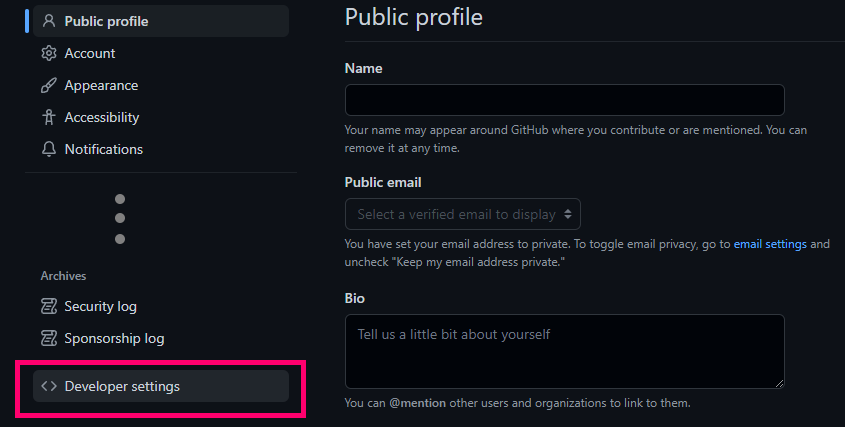 Public profile
Account
Appearance
Accessibility
Notifications
Archives
Security log
Sponsorship log
Developer settings
Public profile
Name
Your name may appear around GitHub where you contribute or are mentioned. You can
remove it at any time.
Public email
Select a verified email to display
You have set your email address to private. To toggle email privacy, go to email settings and
uncheck "Keep my email address private."
Bio
Tell us a little bit about yourself
You can @mention other users and organizations to link to them.